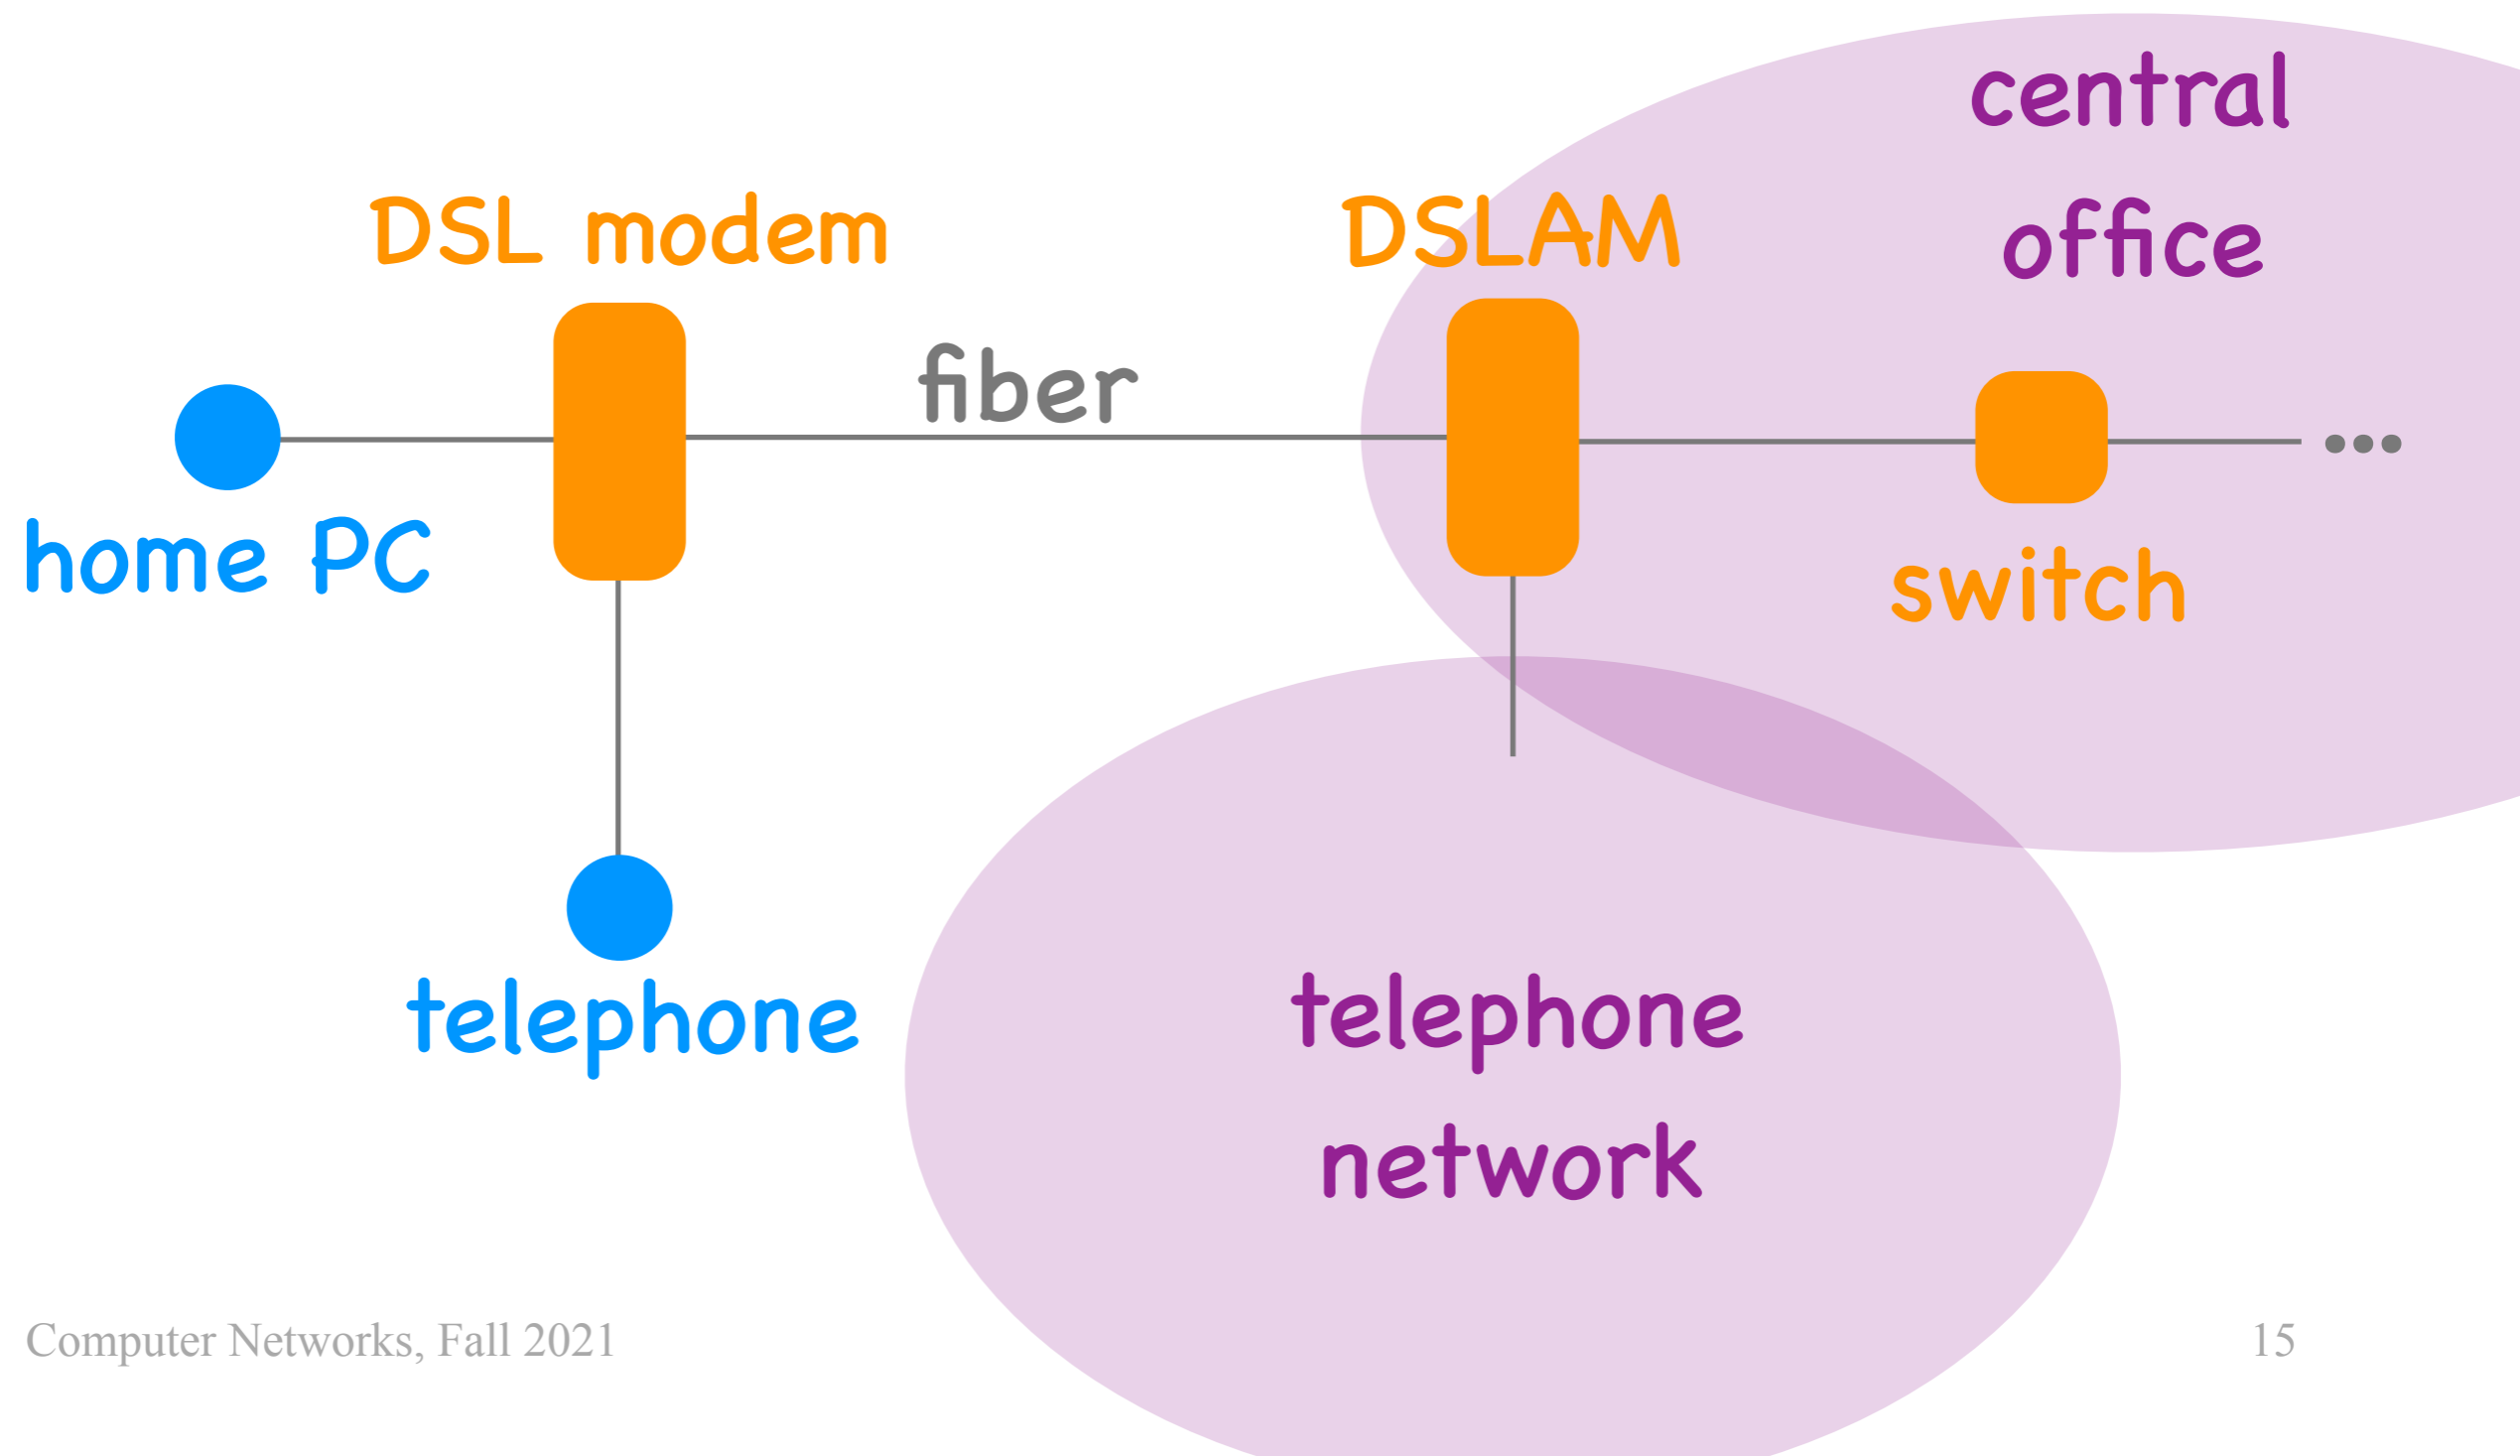 central
office
DSL modem
DSLAM
fiber
home PC
switch
telephone
telephone
network
Computer Networks, Fall 2021
15